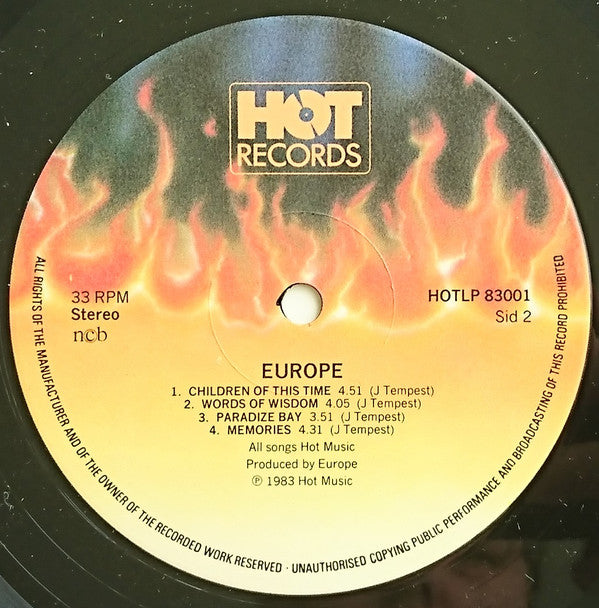 HOT
RECORDS
33 RPM
Stereo
ncb
HOTLP 83001
Sid 2
EUROPE
1. CHILDREN OF THIS TIME 4.51 (J Tempest)
2. WORDS OF WISDOM 4.05 (J Tempest)
3. PARADIZE BAY 3.51 (J Tempest)
4. MEMORIES 4.31 (J Tempest)
All songs Hot Music
Produced by Europe
℗ 1983 Hot Music
ALL RIGHTS OF THE MANUFACTURER AND OF THE OWNER OF THE RECORDED WORK RESERVED · UNAUTHORISED COPYING PUBLIC PERFORMANCE AND BROADCASTING OF THIS RECORD PROHIBITED